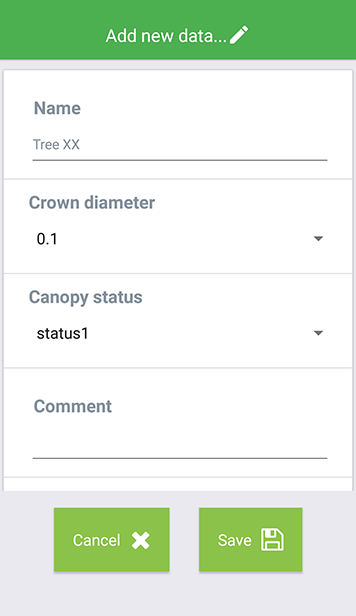 Add new data...
Name
Tree XX
Crown diameter
0.1
Canopy status
status1
Comment
Cancel
Save